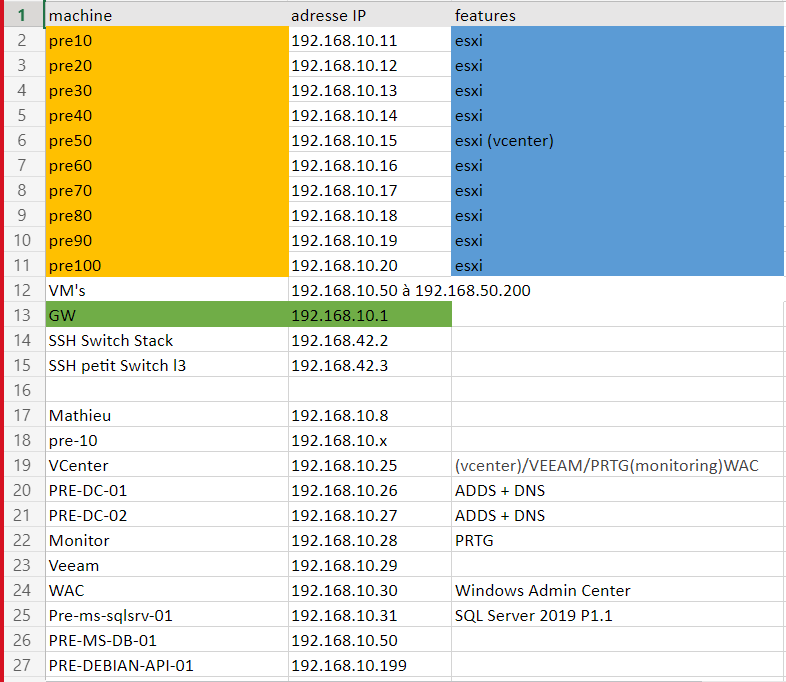 1 machine adresse IP features
2 pre10 192.168.10.11 esxi
3 pre20 192.168.10.12 esxi
4 pre30 192.168.10.13 esxi
5 pre40 192.168.10.14 esxi
6 pre50 192.168.10.15 esxi (vcenter)
7 pre60 192.168.10.16 esxi
8 pre70 192.168.10.17 esxi
9 pre80 192.168.10.18 esxi
10 pre90 192.168.10.19 esxi
11 pre100 192.168.10.20 esxi
12 VM's 192.168.10.50 à 192.168.50.200
13 GW 192.168.10.1
14 SSH Switch Stack 192.168.42.2
15 SSH petit Switch l3 192.168.42.3
16
17 Mathieu 192.168.10.8
18 pre-10 192.168.10.x
19 VCenter 192.168.10.25 (vcenter)/VEEAM/PRTG(monitoring)WAC
20 PRE-DC-01 192.168.10.26 ADDS + DNS
21 PRE-DC-02 192.168.10.27 ADDS + DNS
22 Monitor 192.168.10.28 PRTG
23 Veeam 192.168.10.29
24 WAC 192.168.10.30 Windows Admin Center
25 Pre-ms-sqlsrv-01 192.168.10.31 SQL Server 2019 P1.1
26 PRE-MS-DB-01 192.168.10.50
27 PRE-DEBIAN-API-01 192.168.10.199